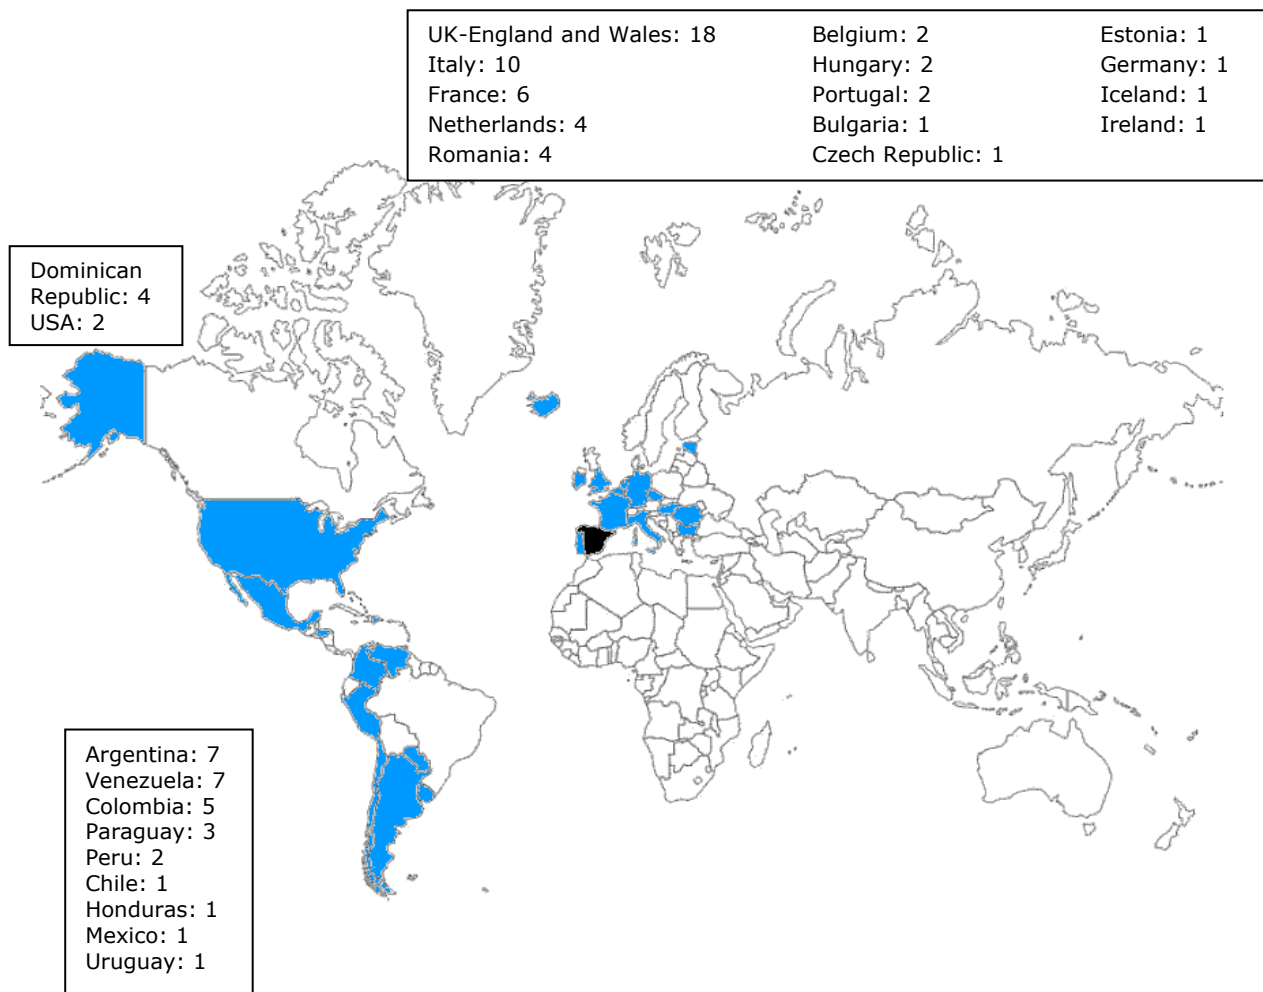 UK-England and Wales: 18
Italy: 10
France: 6
Netherlands: 4
Romania: 4
Belgium: 2
Hungary: 2
Portugal: 2
Bulgaria: 1
Czech Republic: 1
Estonia: 1
Germany: 1
Iceland: 1
Ireland: 1
Dominican
Republic: 4
USA: 2
Argentina: 7
Venezuela: 7
Colombia: 5
Paraguay: 3
Peru: 2
Chile: 1
Honduras: 1
Mexico: 1
Uruguay: 1